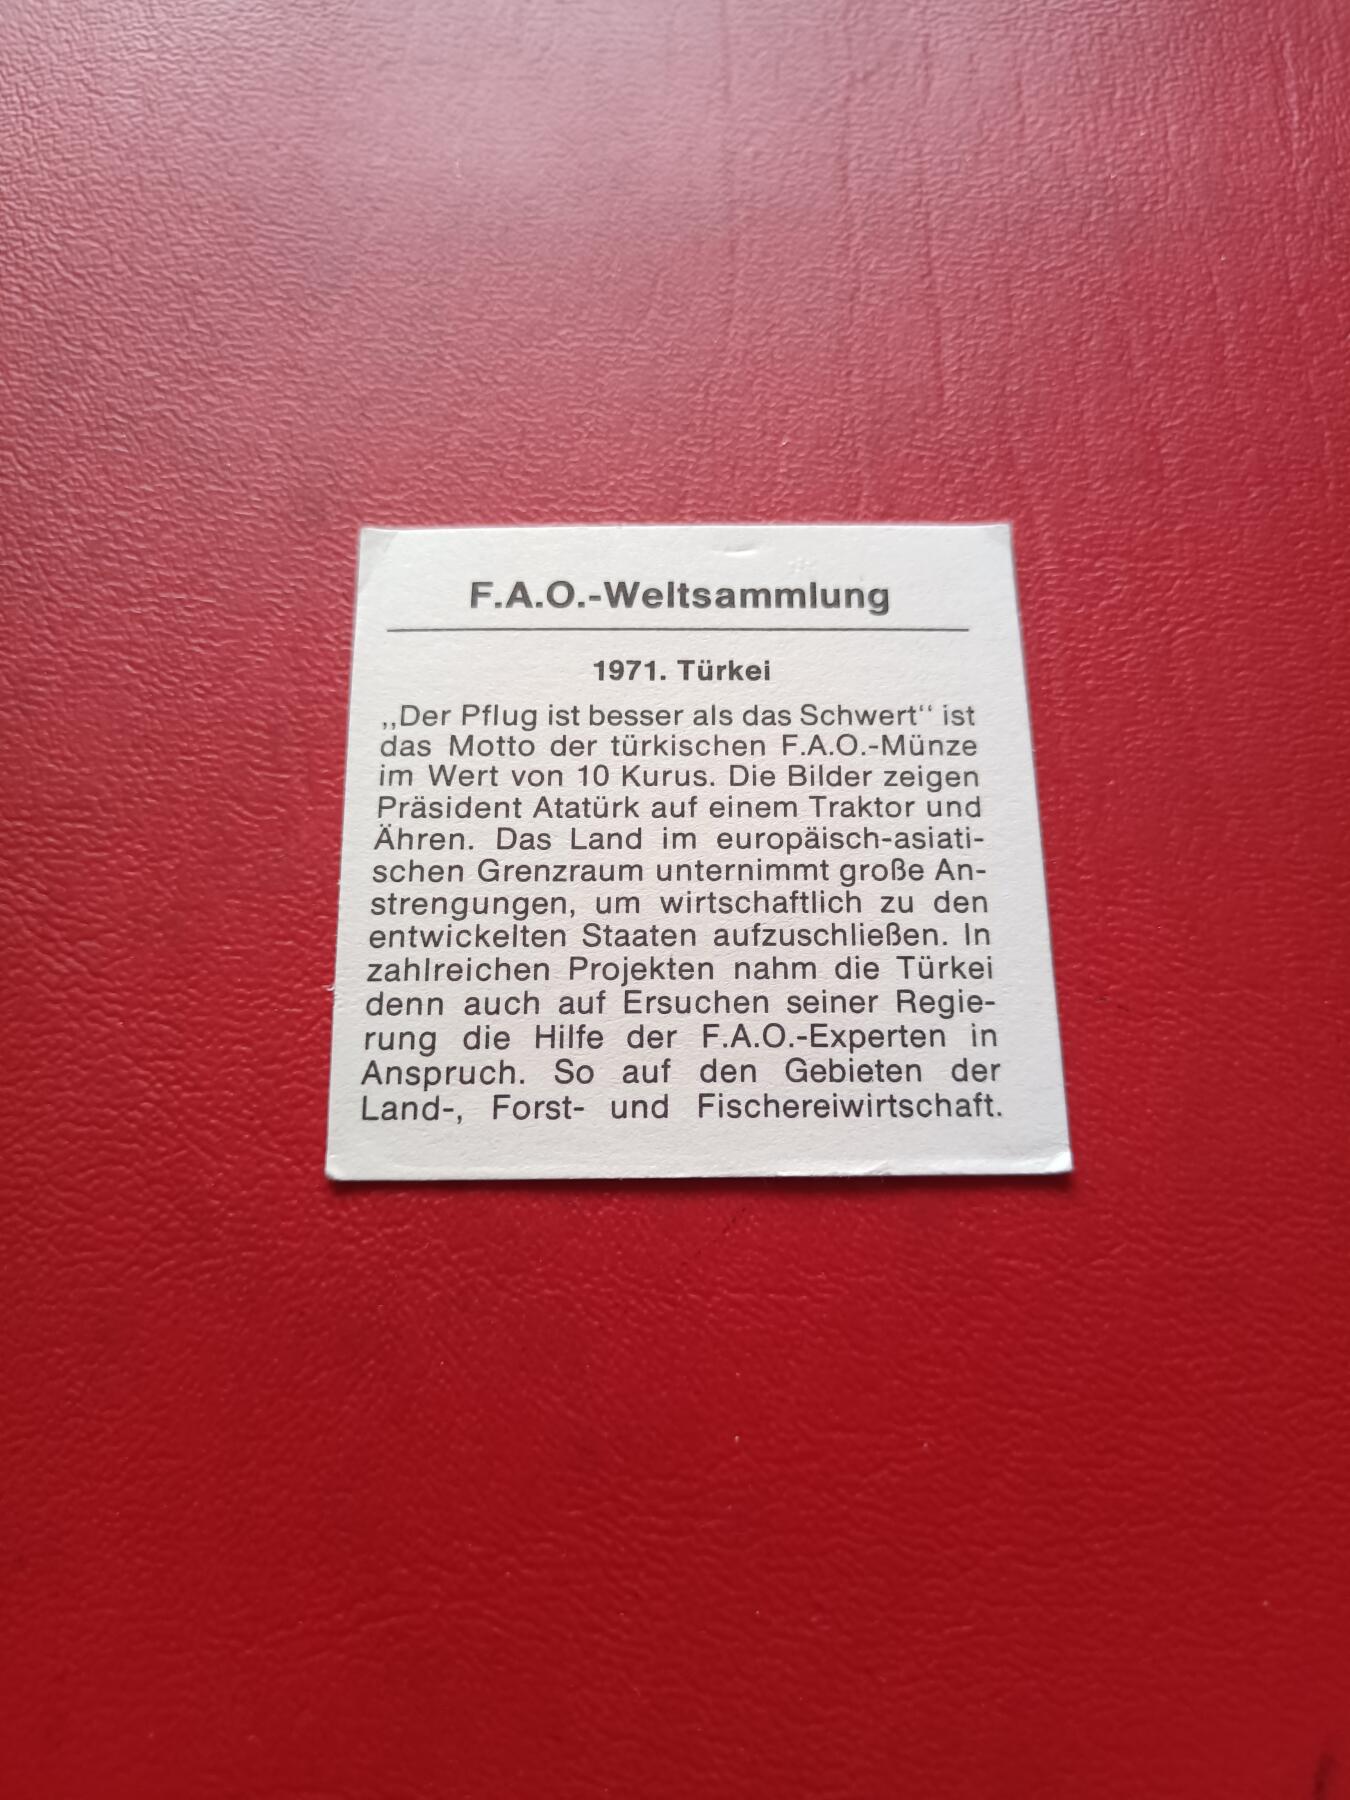 F.A.O.-Weltsammlung
1971. Türkei
„Der Pflug ist besser als das Schwert“ ist
das Motto der türkischen F.A.O.-Münze
im Wert von 10 Kurus. Die Bilder zeigen
Präsident Atatürk auf einem Traktor und
Ähren. Das Land im europäisch-asiati-
schen Grenzraum unternimmt große An-
strengungen, um wirtschaftlich zu den
entwickelten Staaten aufzuschließen. In
zahlreichen Projekten nahm die Türkei
denn auch auf Ersuchen seiner Regie-
rung die Hilfe der F.A.O.-Experten in
Anspruch. So auf den Gebieten der
Land-, Forst- und Fischereiwirtschaft.